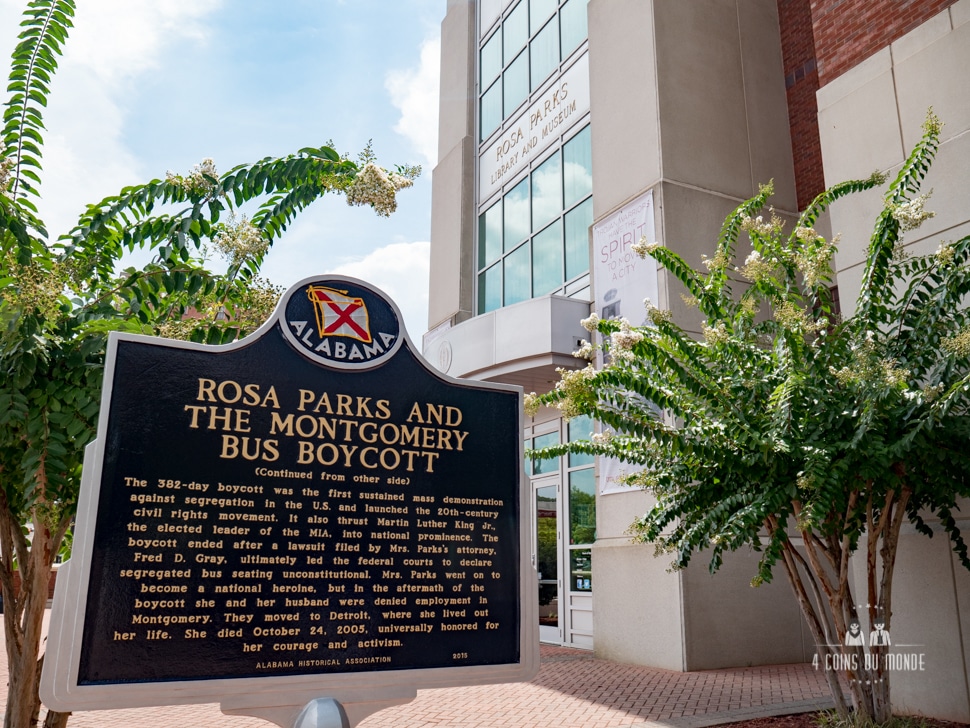 ROSA PARKS
LIBRARY AND MUSEUM
SPIRIT
ALABAMA
ROSA PARKS AND
THE MONTGOMERY
BUS BOYCOTT
(Continued from other side)
The 382-day boycott was the first sustained mass demonstration
against segregation in the U.S. and launched the 20th-century
civil rights movement. It also thrust Martin Luther King Jr.,
the elected leader of the MIA, into national prominence. The
boycott ended after a lawsuit filed by Mrs. Parks's attorney,
Fred D. Gray, ultimately led the federal courts to declare
segregated bus seating unconstitutional. Mrs. Parks went on to
become a national heroine, but in the aftermath of the
boycott she and her husband were denied employment in
Montgomery. They moved to Detroit, where she lived out
her life. She died October 24, 2005, universally honored for
her courage and activism.
ALABAMA HISTORICAL ASSOCIATION 2015
4 COINS DU MONDE